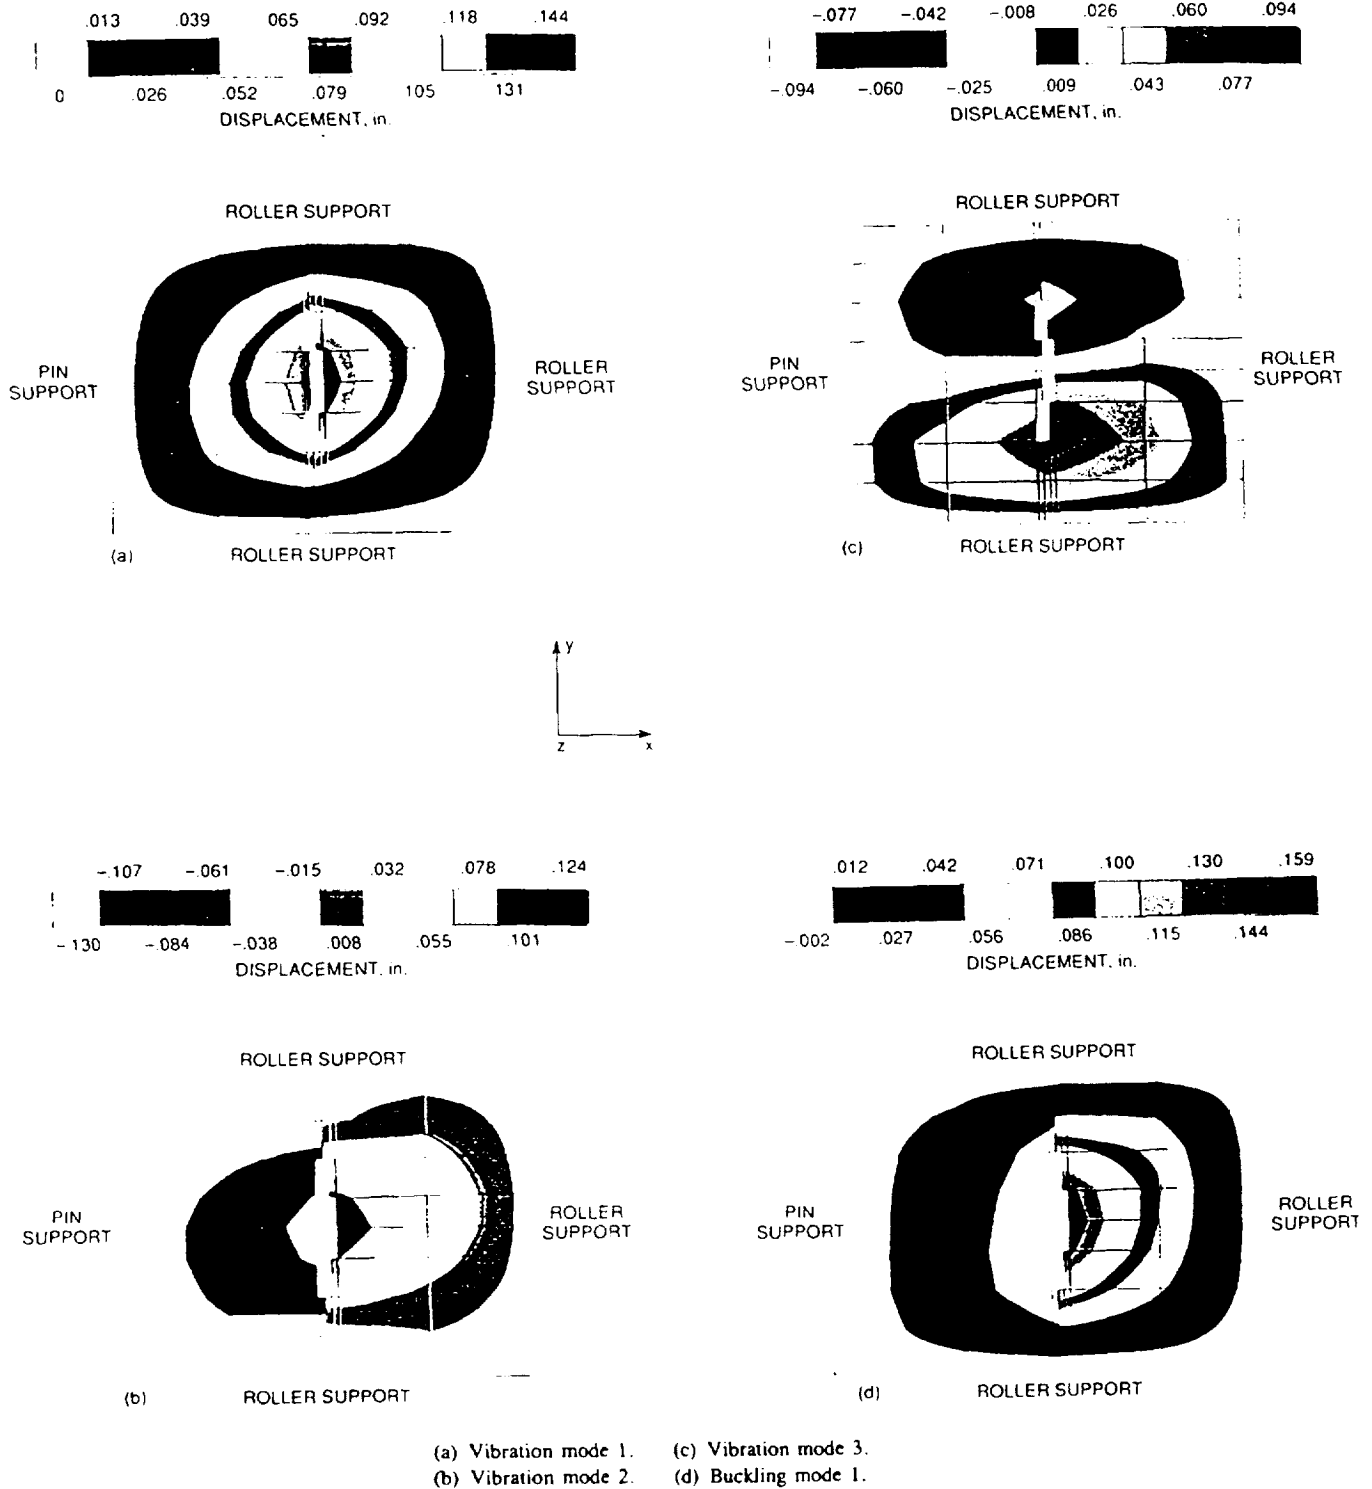 .013 .039 065 .092 .118 .144
0 .026 .052 .079 105 131
DISPLACEMENT, in.
ROLLER SUPPORT
PIN
SUPPORT
ROLLER
SUPPORT
(a)
ROLLER SUPPORT
-.077 -.042 -.008 .026 .060 .094
-.094 -.060 -.025 .009 .043 .077
DISPLACEMENT, in.
ROLLER SUPPORT
PIN
SUPPORT
ROLLER
SUPPORT
(c)
ROLLER SUPPORT
y
z x
-.107 -.061 -.015 .032 .078 .124
-130 -.084 -.038 .008 .055 .101
DISPLACEMENT, in.
ROLLER SUPPORT
PIN
SUPPORT
ROLLER
SUPPORT
(b)
ROLLER SUPPORT
.012 .042 .071 .100 .130 .159
-.002 .027 .056 .086 .115 .144
DISPLACEMENT, in.
ROLLER SUPPORT
PIN
SUPPORT
ROLLER
SUPPORT
(d)
ROLLER SUPPORT
(a) Vibration mode 1. (c) Vibration mode 3.
(b) Vibration mode 2. (d) Buckling mode 1.